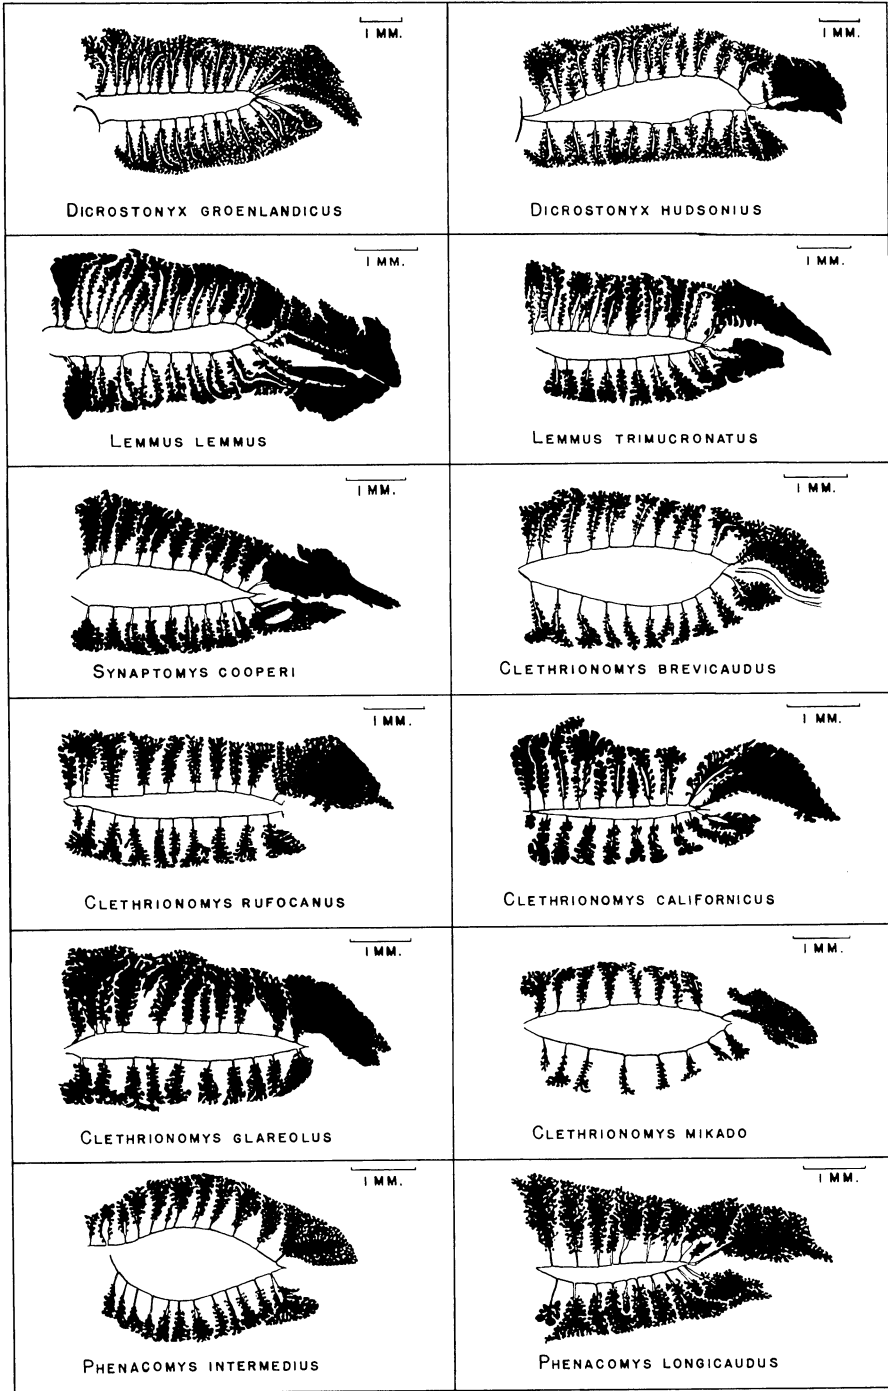 1 MM.
DICROSTONYX GROENLANDICUS
1 MM.
DICROSTONYX HUDSONIUS
1 MM.
LEMMUS LEMMUS
1 MM.
LEMMUS TRIMUCRONATUS
1 MM.
SYNAPTOMYS COOPERI
1 MM.
CLETHRIONOMYS BREVICAUDUS
1 MM.
CLETHRIONOMYS RUFOCANUS
1 MM.
CLETHRIONOMYS CALIFORNICUS
1 MM.
CLETHRIONOMYS GLAREOLUS
1 MM.
CLETHRIONOMYS MIKADO
1 MM.
PHENACOMYS INTERMEDIUS
1 MM.
PHENACOMYS LONGICAUDUS